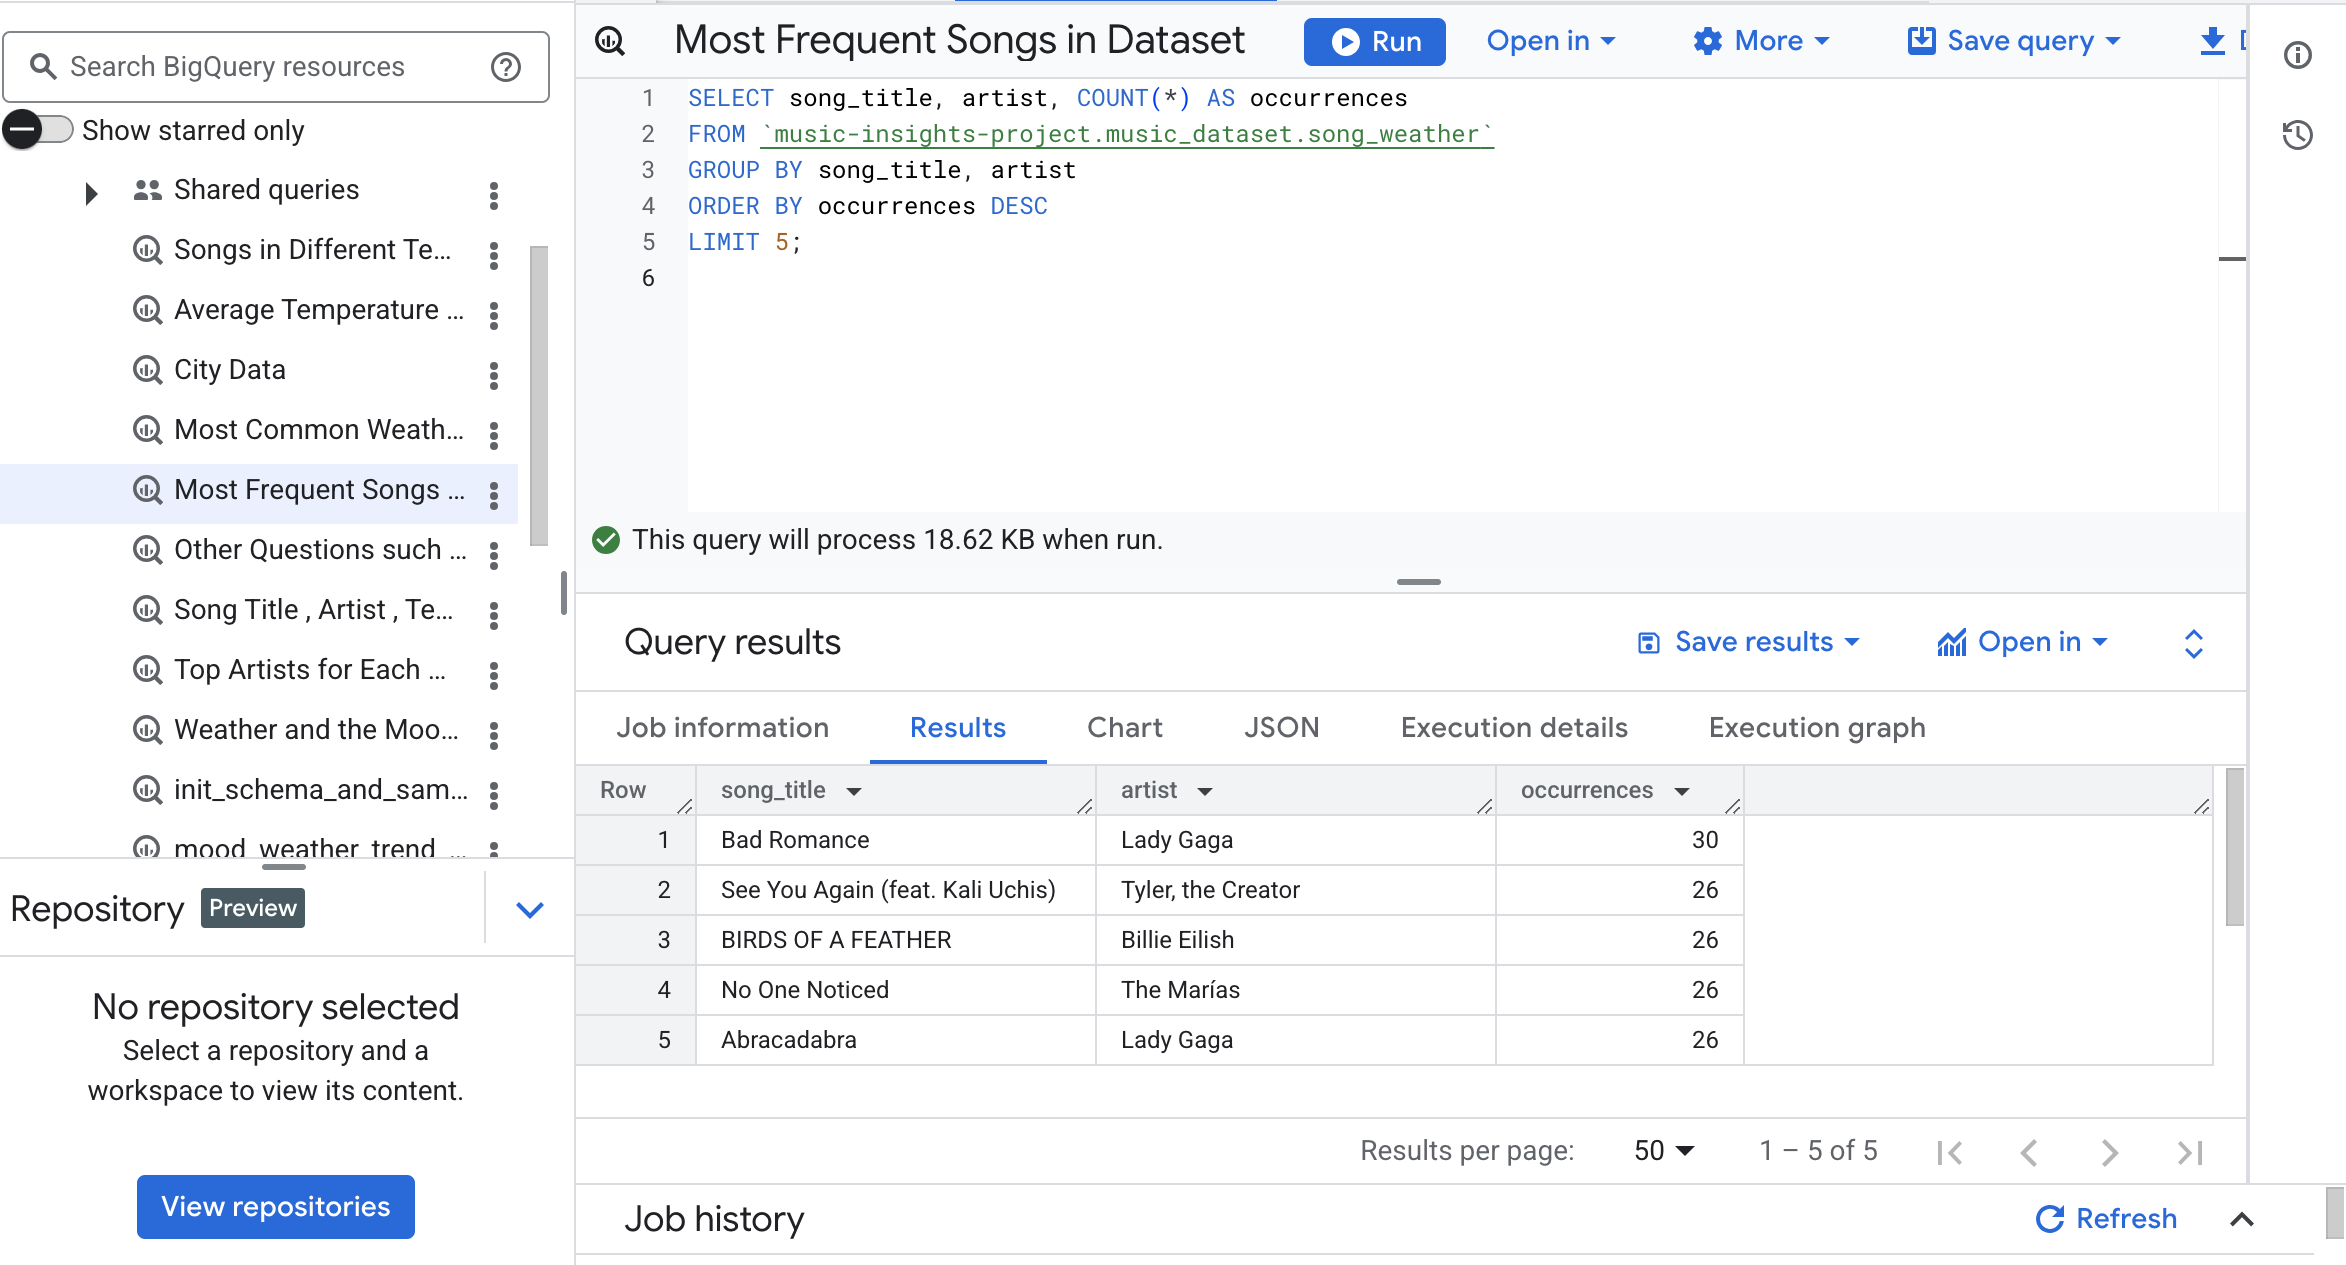 Search BigQuery resources
Show starred only
Shared queries
Songs in Different Te...
Average Temperature ...
City Data
Most Common Weath...
Most Frequent Songs ...
Other Questions such ...
Song Title , Artist , Te...
Top Artists for Each ...
Weather and the Moo...
init_schema_and_sam...
mood_weather_trend_...
Repository Preview
No repository selected
Select a repository and a
workspace to view its content.
View repositories
Most Frequent Songs in Dataset Run Open in More Save query
1 SELECT song_title, artist, COUNT(*) AS occurrences
2 FROM `music-insights-project.music_dataset.song_weather`
3 GROUP BY song_title, artist
4 ORDER BY occurrences DESC
5 LIMIT 5;
6
This query will process 18.62 KB when run.
Query results Save results Open in
Job information Results Chart JSON Execution details Execution graph
Row song_title artist occurrences
1 Bad Romance Lady Gaga 30
2 See You Again (feat. Kali Uchis) Tyler, the Creator 26
3 BIRDS OF A FEATHER Billie Eilish 26
4 No One Noticed The Marías 26
5 Abracadabra Lady Gaga 26
Results per page: 50 1 – 5 of 5
Job history Refresh